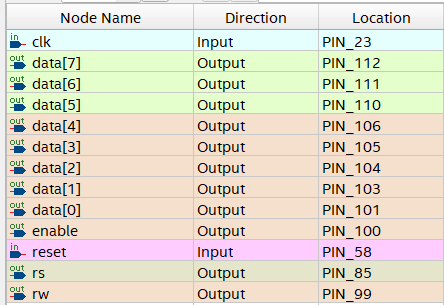 Node Name Direction Location
in clk Input PIN_23
out data[7] Output PIN_112
out data[6] Output PIN_111
out data[5] Output PIN_110
out data[4] Output PIN_106
out data[3] Output PIN_105
out data[2] Output PIN_104
out data[1] Output PIN_103
out data[0] Output PIN_101
out enable Output PIN_100
in reset Input PIN_58
out rs Output PIN_85
out rw Output PIN_99